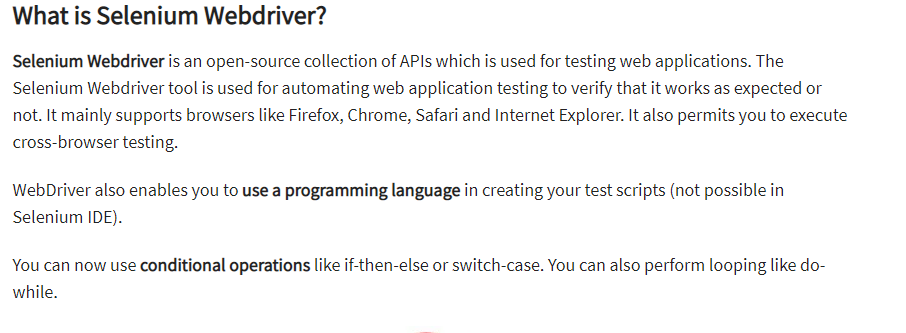 What is Selenium Webdriver?
Selenium Webdriver is an open-source collection of APIs which is used for testing web applications. The
Selenium Webdriver tool is used for automating web application testing to verify that it works as expected or
not. It mainly supports browsers like Firefox, Chrome, Safari and Internet Explorer. It also permits you to execute
cross-browser testing.
WebDriver also enables you to use a programming language in creating your test scripts (not possible in
Selenium IDE).
You can now use conditional operations like if-then-else or switch-case. You can also perform looping like do-
while.